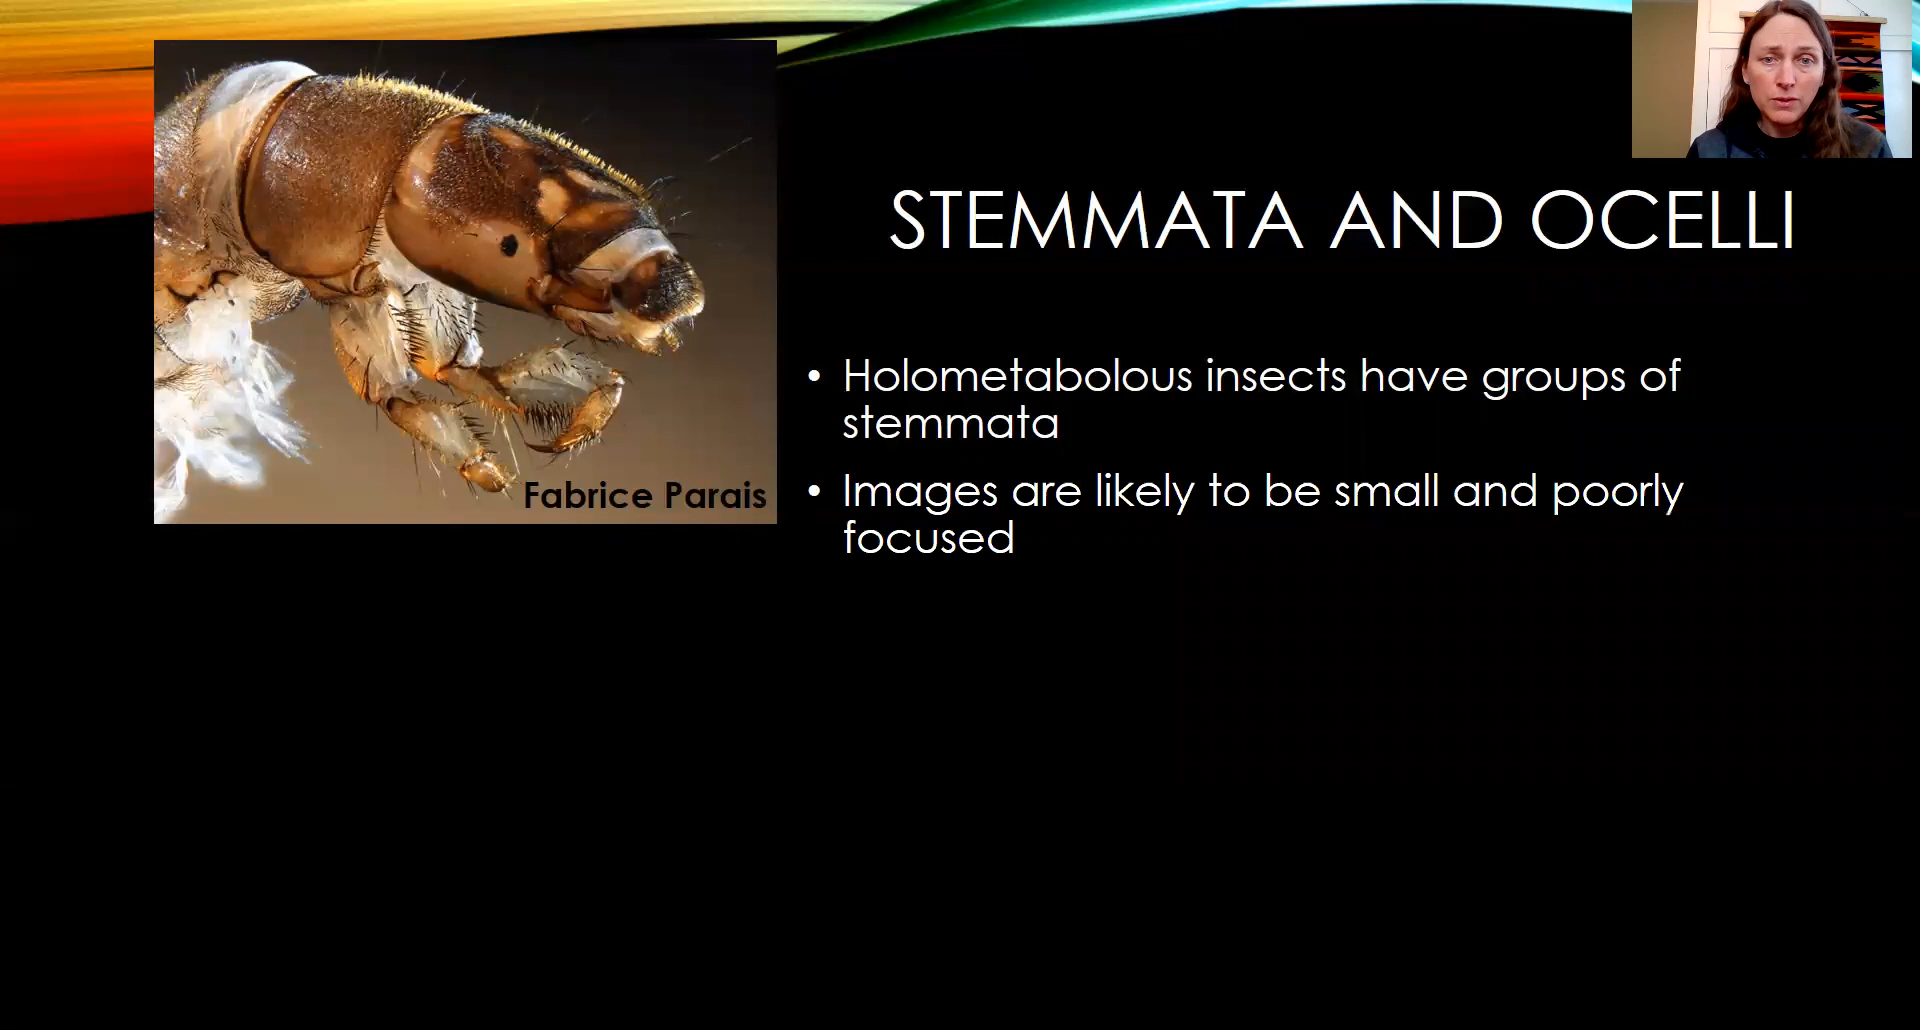 STEMMATA AND OCELLI
• Holometabolous insects have groups of
stemmata
• Images are likely to be small and poorly
focused
Fabrice Parais